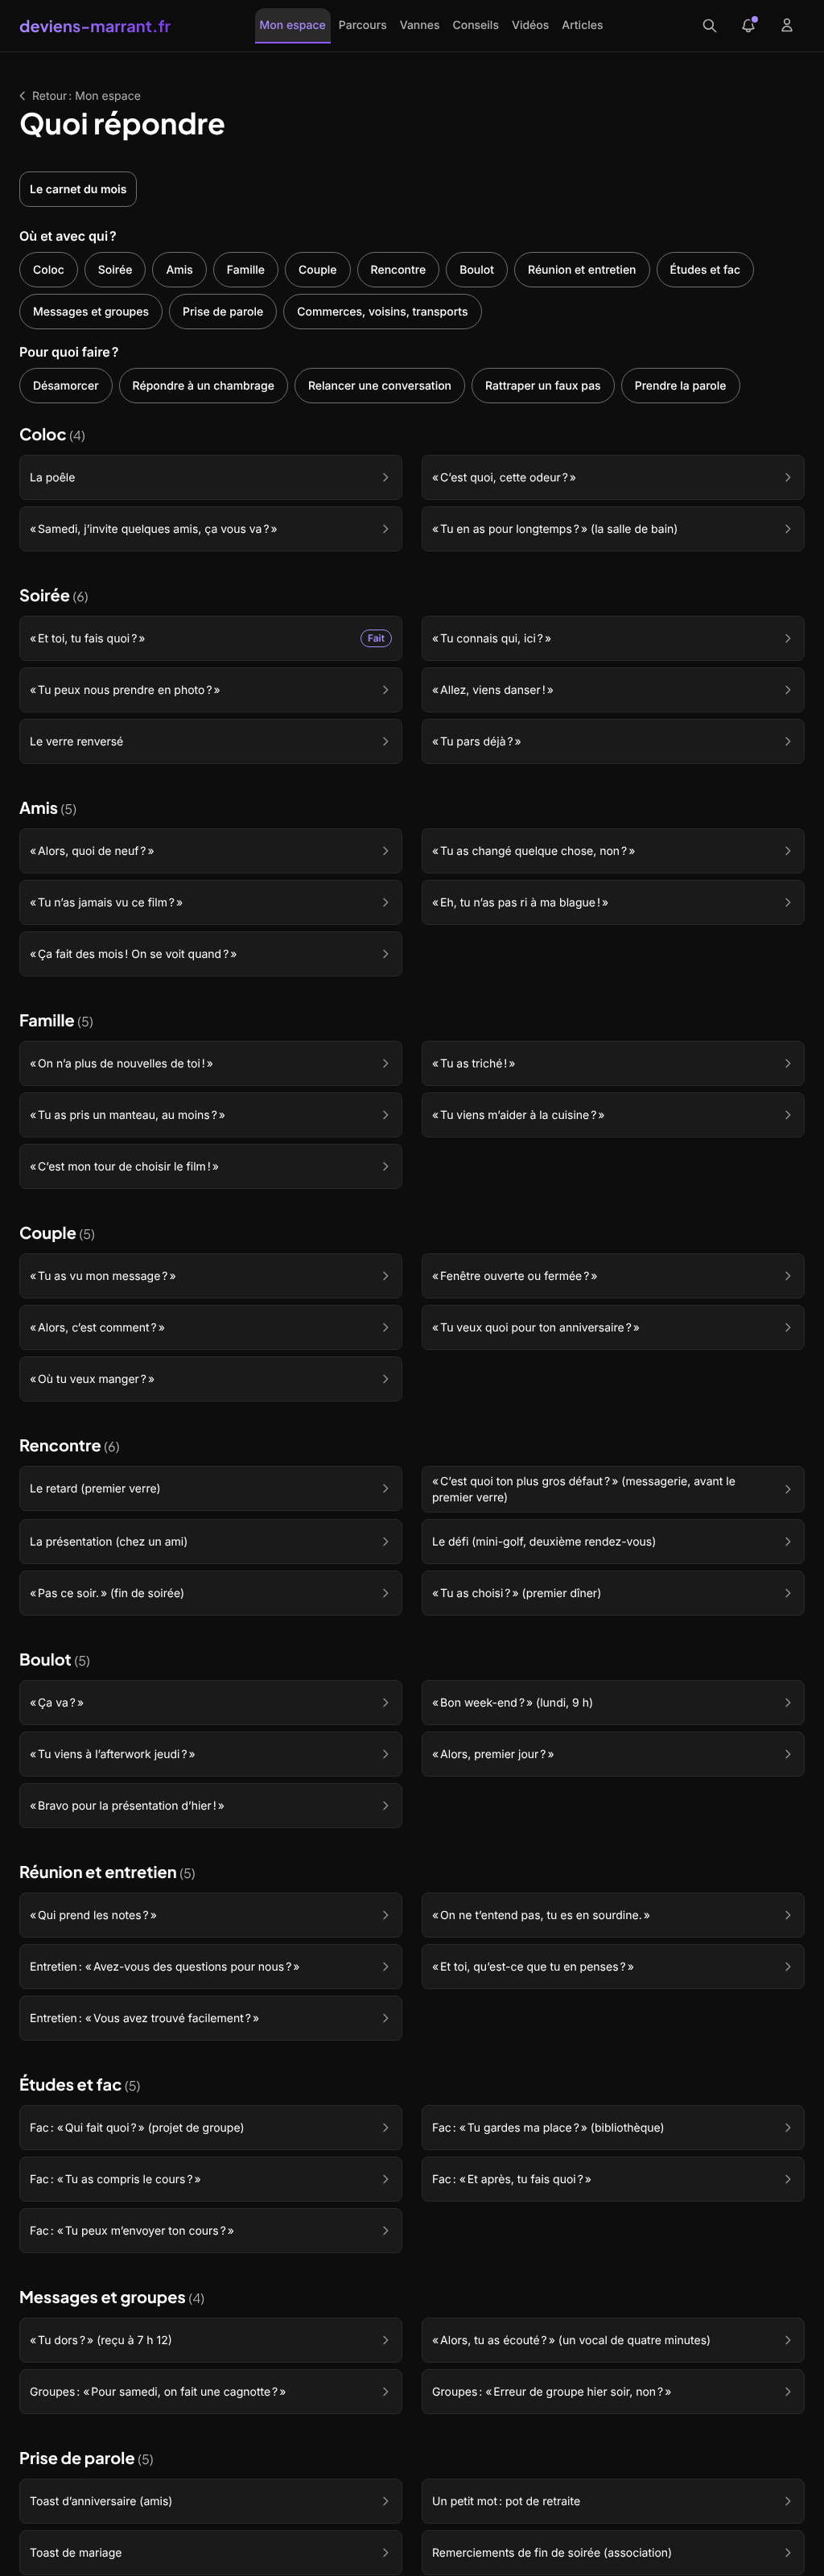 deviens-marrant.fr
Mon espace
Parcours
Vannes
Conseils
Vidéos
Articles
Retour : Mon espace
Quoi répondre
Le carnet du mois
Où et avec qui ?
Coloc
Soirée
Amis
Famille
Couple
Rencontre
Boulot
Réunion et entretien
Études et fac
Messages et groupes
Prise de parole
Commerces, voisins, transports
Pour quoi faire ?
Désamorcer
Répondre à un chambrage
Relancer une conversation
Rattraper un faux pas
Prendre la parole
Coloc (4)
La poêle
« C’est quoi, cette odeur ? »
« Samedi, j’invite quelques amis, ça vous va ? »
« Tu en as pour longtemps ? » (la salle de bain)
Soirée (6)
« Et toi, tu fais quoi ? »
Fait
« Tu connais qui, ici ? »
« Tu peux nous prendre en photo ? »
« Allez, viens danser ! »
Le verre renversé
« Tu pars déjà ? »
Amis (5)
« Alors, quoi de neuf ? »
« Tu as changé quelque chose, non ? »
« Tu n’as jamais vu ce film ? »
« Eh, tu n’as pas ri à ma blague ! »
« Ça fait des mois ! On se voit quand ? »
Famille (5)
« On n’a plus de nouvelles de toi ! »
« Tu as triché ! »
« Tu as pris un manteau, au moins ? »
« Tu viens m’aider à la cuisine ? »
« C’est mon tour de choisir le film ! »
Couple (5)
« Tu as vu mon message ? »
« Fenêtre ouverte ou fermée ? »
« Alors, c’est comment ? »
« Tu veux quoi pour ton anniversaire ? »
« Où tu veux manger ? »
Rencontre (6)
Le retard (premier verre)
« C’est quoi ton plus gros défaut ? » (messagerie, avant le
premier verre)
La présentation (chez un ami)
Le défi (mini-golf, deuxième rendez-vous)
« Pas ce soir. » (fin de soirée)
« Tu as choisi ? » (premier dîner)
Boulot (5)
« Ça va ? »
« Bon week-end ? » (lundi, 9 h)
« Tu viens à l’afterwork jeudi ? »
« Alors, premier jour ? »
« Bravo pour la présentation d’hier ! »
Réunion et entretien (5)
« Qui prend les notes ? »
« On ne t’entend pas, tu es en sourdine. »
Entretien : « Avez-vous des questions pour nous ? »
« Et toi, qu’est-ce que tu en penses ? »
Entretien : « Vous avez trouvé facilement ? »
Études et fac (5)
Fac : « Qui fait quoi ? » (projet de groupe)
Fac : « Tu gardes ma place ? » (bibliothèque)
Fac : « Tu as compris le cours ? »
Fac : « Et après, tu fais quoi ? »
Fac : « Tu peux m’envoyer ton cours ? »
Messages et groupes (4)
« Tu dors ? » (reçu à 7 h 12)
« Alors, tu as écouté ? » (un vocal de quatre minutes)
Groupes : « Pour samedi, on fait une cagnotte ? »
Groupes : « Erreur de groupe hier soir, non ? »
Prise de parole (5)
Toast d’anniversaire (amis)
Un petit mot : pot de retraite
Toast de mariage
Remerciements de fin de soirée (association)